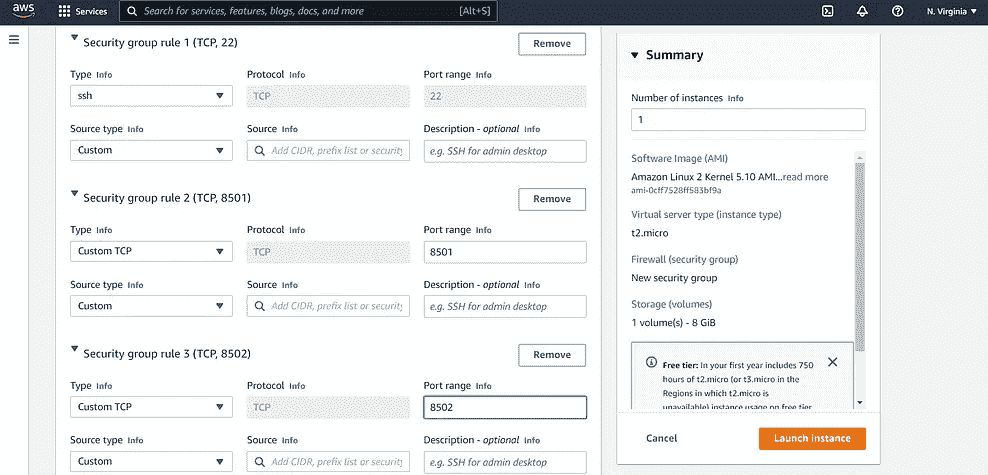 aws
Services
Search for services, features, blogs, docs, and more
[Alt+S]
N. Virginia
Security group rule 1 (TCP, 22)
Remove
Type Info
Protocol Info
Port range Info
ssh
TCP
22
Source type Info
Source Info
Description - optional Info
Custom
Add CIDR, prefix list or security
e.g. SSH for admin desktop
Security group rule 2 (TCP, 8501)
Remove
Type Info
Protocol Info
Port range Info
Custom TCP
TCP
8501
Source type Info
Source Info
Description - optional Info
Custom
Add CIDR, prefix list or security
e.g. SSH for admin desktop
Security group rule 3 (TCP, 8502)
Remove
Type Info
Protocol Info
Port range Info
Custom TCP
TCP
8502
Source type Info
Source Info
Description - optional Info
Custom
Add CIDR, prefix list or security
e.g. SSH for admin desktop
Summary
Number of instances Info
1
Software Image (AMI)
Amazon Linux 2 Kernel 5.10 AMI...read more
ami-0cff7528ff583bf9a
Virtual server type (instance type)
t2.micro
Firewall (security group)
New security group
Storage (volumes)
1 volume(s) - 8 GiB
Free tier: In your first year includes 750
hours of t2.micro (or t3.micro in the
Regions in which t2.micro is
unavailable) instance usage on free tier
Cancel
Launch instance